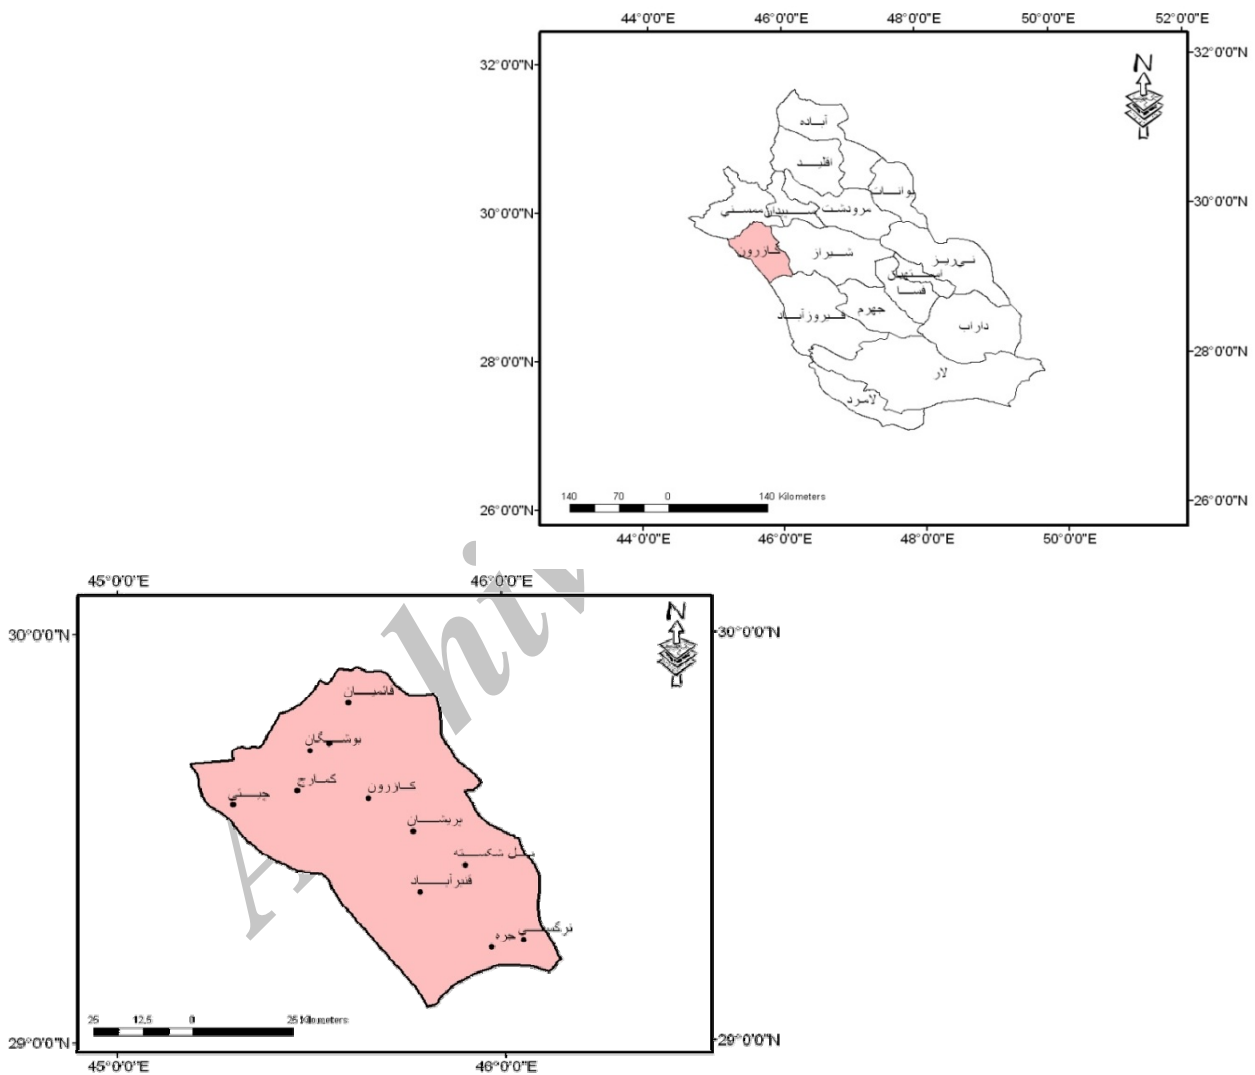 44°0'0"E 46°0'0"E 48°0'0"E 50°0'0"E 52°0'0"E
N
32°0'0"N 32°0'0"N
آباده
اقلید
بوانات
30°0'0"N ممسنی سپیدان مرودشت 30°0'0"N
کازرون شیراز نی‌ریز
استهبان
فسا
فیروزآباد جهرم داراب
28°0'0"N 28°0'0"N
لار
لامرد
140 70 0 140 Kilometers
26°0'0"N 26°0'0"N
44°0'0"E 46°0'0"E 48°0'0"E 50°0'0"E
45°0'0"E 46°0'0"E
N
30°0'0"N 30°0'0"N
قائمیان
بوشگان
کمارج کازرون
چیتی
پریشان
پل شکسته
قنبرآباد
جره نرگسی
25 12.5 0 25 Kilometers
29°0'0"N 29°0'0"N
45°0'0"E 46°0'0"E